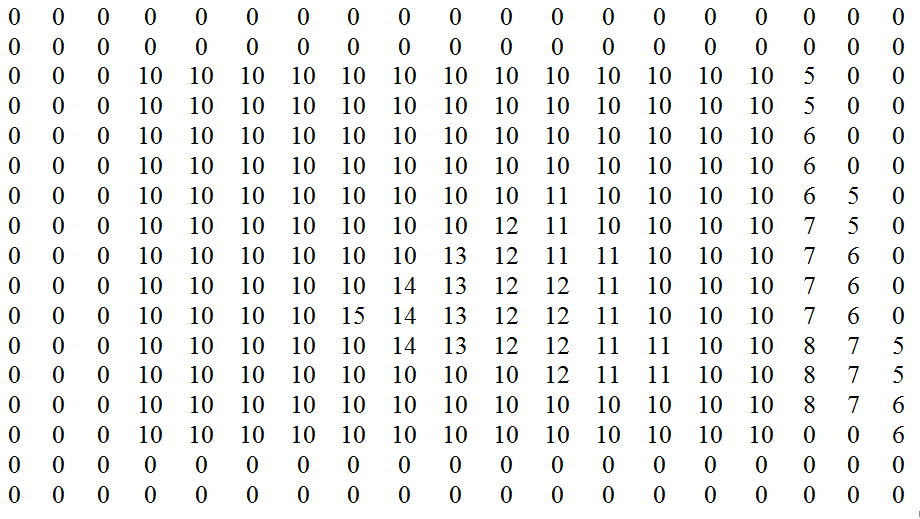 0 0 0 0 0 0 0 0 0 0 0 0 0 0 0 0 0 0
0 0 0 0 0 0 0 0 0 0 0 0 0 0 0 0 0 0
0 0 0 10 10 10 10 10 10 10 10 10 10 10 10 5 0 0
0 0 0 10 10 10 10 10 10 10 10 10 10 10 10 5 0 0
0 0 0 10 10 10 10 10 10 10 10 10 10 10 10 6 0 0
0 0 0 10 10 10 10 10 10 10 10 10 10 10 10 6 0 0
0 0 0 10 10 10 10 10 10 10 10 11 10 10 10 10 6 5 0
0 0 0 10 10 10 10 10 10 10 12 11 10 10 10 10 7 5 0
0 0 0 10 10 10 10 10 10 13 12 11 11 10 10 10 7 6 0
0 0 0 10 10 10 10 10 14 13 12 12 11 10 10 10 7 6 0
0 0 0 10 10 10 10 15 14 13 12 12 11 10 10 10 7 6 0
0 0 0 10 10 10 10 10 14 13 12 12 11 11 10 10 8 7 5
0 0 0 10 10 10 10 10 10 10 10 12 11 11 10 10 8 7 5
0 0 0 10 10 10 10 10 10 10 10 10 10 10 10 10 8 7 6
0 0 0 10 10 10 10 10 10 10 10 10 10 10 10 10 0 0 6
0 0 0 0 0 0 0 0 0 0 0 0 0 0 0 0 0 0 0
0 0 0 0 0 0 0 0 0 0 0 0 0 0 0 0 0 0 0